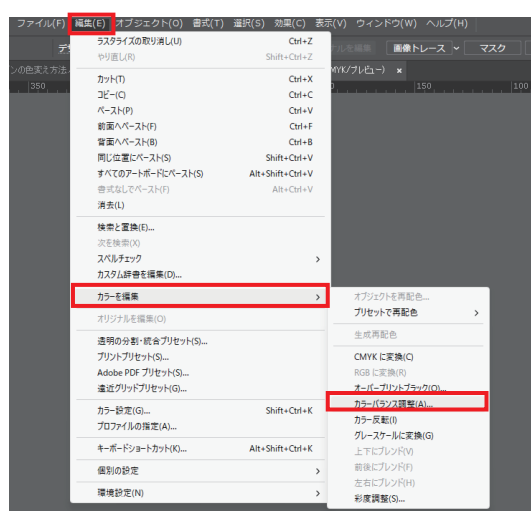 ファイル(F) 編集(E) オブジェクト(O) 書式(T) 選択(S) 効果(C) 表示(V) ウィンドウ(W) ヘルプ(H)
画像トレース マスク
ンの色変え方法.
MYK/プレビュー) ×
350 150 100
ラスタライズの取り消し(U) Ctrl+Z
やり直し(R) Shift+Ctrl+Z
カット(T) Ctrl+X
コピー(C) Ctrl+C
ペースト(P) Ctrl+V
前面へペースト(F) Ctrl+F
背面へペースト(B) Ctrl+B
同じ位置にペースト(S) Shift+Ctrl+V
すべてのアートボードにペースト(S) Alt+Shift+Ctrl+V
書式なしでペースト(F) Alt+Ctrl+V
消去(L)
検索と置換(E)...
次を検索(X)
スペルチェック
カスタム辞書を編集(D)...
カラーを編集
オリジナルを編集(O)
透明の分割・統合プリセット(S)...
プリントプリセット(S)...
Adobe PDF プリセット(S)...
遠近グリッドプリセット(G)...
カラー設定(G)... Shift+Ctrl+K
プロファイルの指定(A)...
キーボードショートカット(K)... Alt+Shift+Ctrl+K
個別の設定
環境設定(N)
オブジェクトを再配色...
プリセットで再配色
生成再配色
CMYK に変換(C)
RGB に変換(R)
オーバープリントブラック(O)...
カラーバランス調整(A)...
カラー反転(I)
グレースケールに変換(G)
上下にブレンド(V)
前後にブレンド(F)
左右にブレンド(H)
彩度調整(S)...